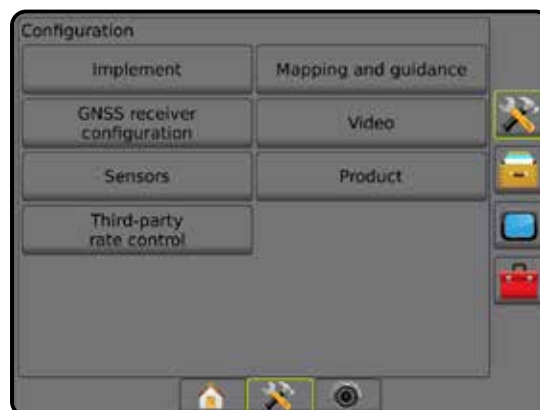 Configuration
Implement
Mapping and guidance
GNSS receiver
configuration
Video
Sensors
Product
Third-party
rate control